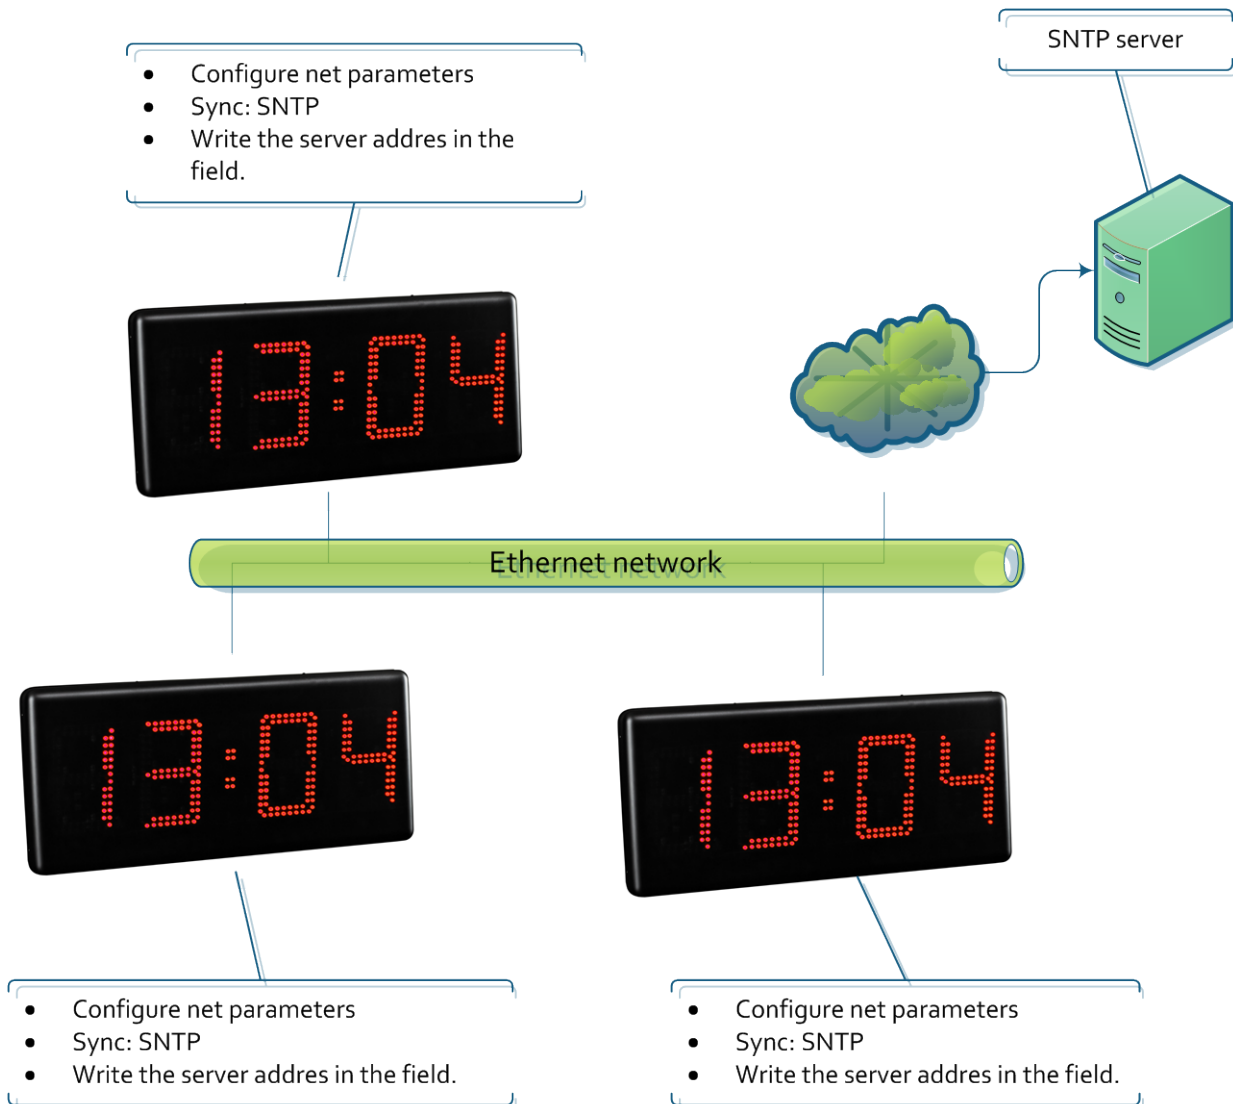 SNTP server
• Configure net parameters
• Sync: SNTP
• Write the server addres in the
field.
13:04
Ethernet network
13:04
13:04
• Configure net parameters
• Sync: SNTP
• Write the server addres in the field.
• Configure net parameters
• Sync: SNTP
• Write the server addres in the field.